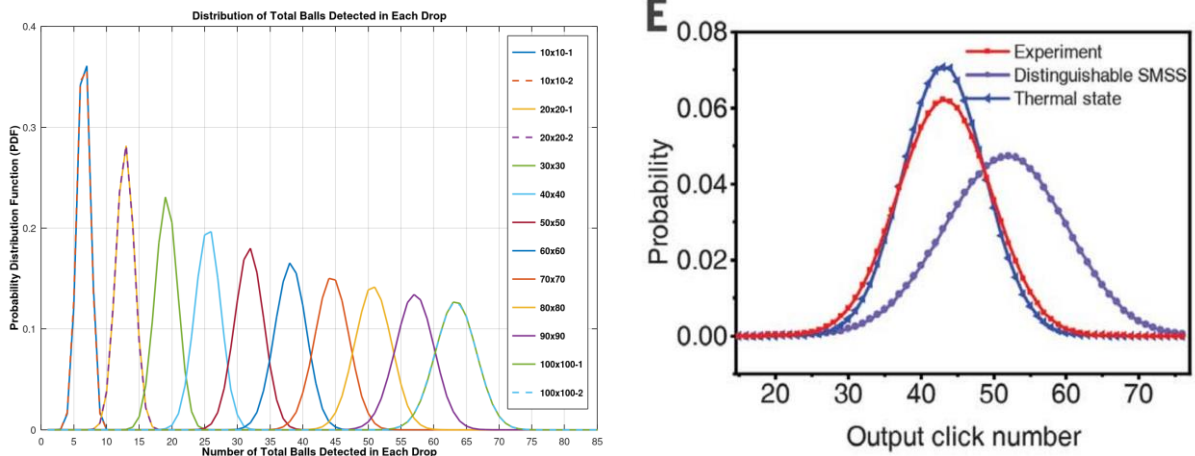 Distribution of Total Balls Detected in Each Drop
Probability Distribution Function (PDF)
0.4
0.3
0.2
0.1
0
0 5 10 15 20 25 30 35 40 45 50 55 60 65 70 75 80 85
Number of Total Balls Detected in Each Drop
10x10-1
10x10-2
20x20-1
20x20-2
30x30
40x40
50x50
60x60
70x70
80x80
90x90
100x100-1
100x100-2
E
Probability
0.08
0.06
0.04
0.02
0.00
20 30 40 50 60 70
Output click number
Experiment
Distinguishable SMSS
Thermal state